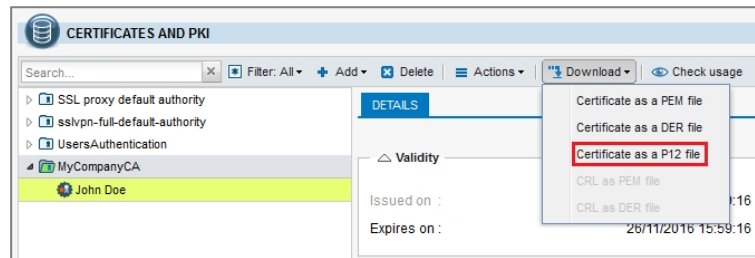 CERTIFICATES AND PKI
Search... Filter: All Add Delete Actions Download Check usage
SSL proxy default authority
sslvpn-full-default-authority
UsersAuthentication
MyCompanyCA
John Doe
DETAILS
Certificate as a PEM file
Certificate as a DER file
Certificate as a P12 file
CRL as PEM file
CRL as DER file
Validity
Issued on :
:16
Expires on : 26/11/2016 15:59:16